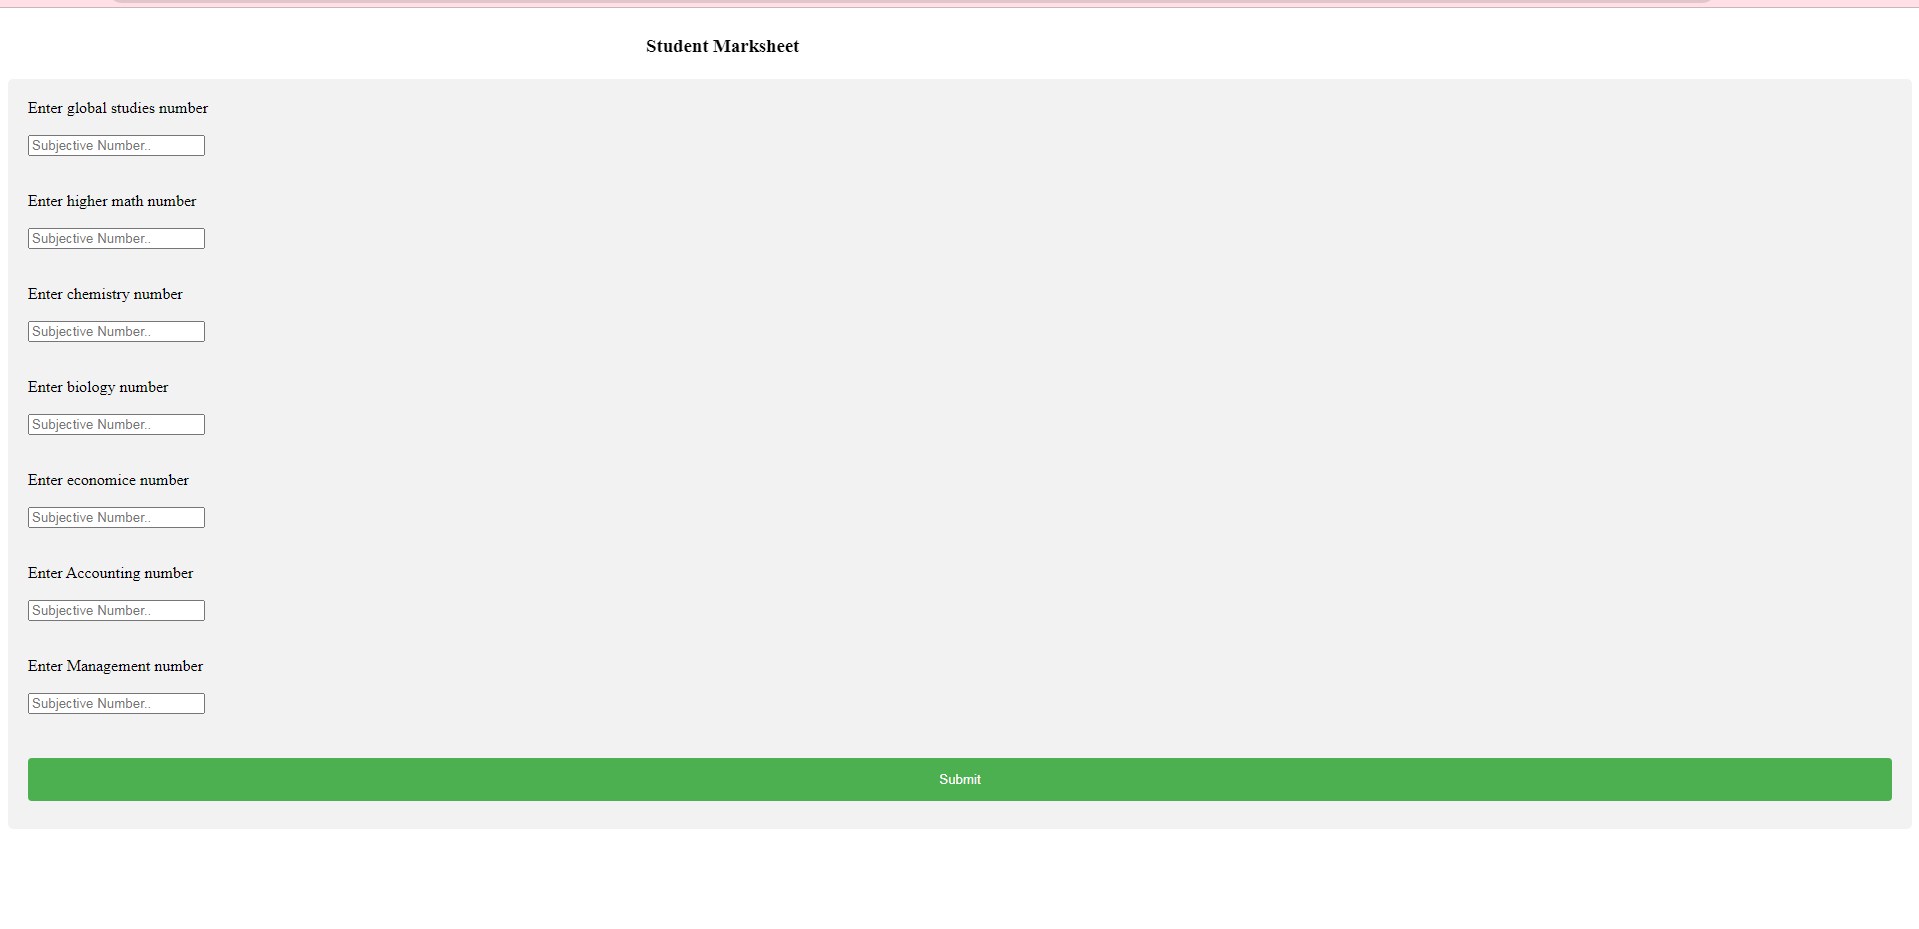 Student Marksheet
Enter global studies number
Subjective Number..
Enter higher math number
Subjective Number..
Enter chemistry number
Subjective Number..
Enter biology number
Subjective Number..
Enter economice number
Subjective Number..
Enter Accounting number
Subjective Number..
Enter Management number
Subjective Number..
Submit